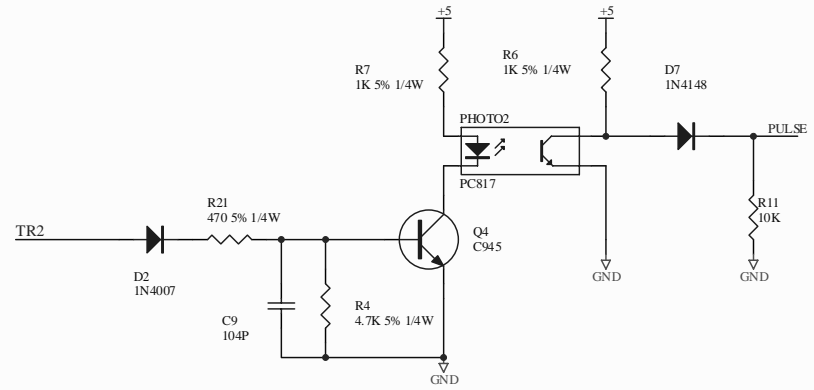 +5
+5
R7
1K 5% 1/4W
R6
1K 5% 1/4W
D7
1N4148
PHOTO2
PULSE
PC817
R21
470 5% 1/4W
R11
10K
TR2
Q4
C945
D2
1N4007
GND
GND
C9
104P
R4
4.7K 5% 1/4W
GND